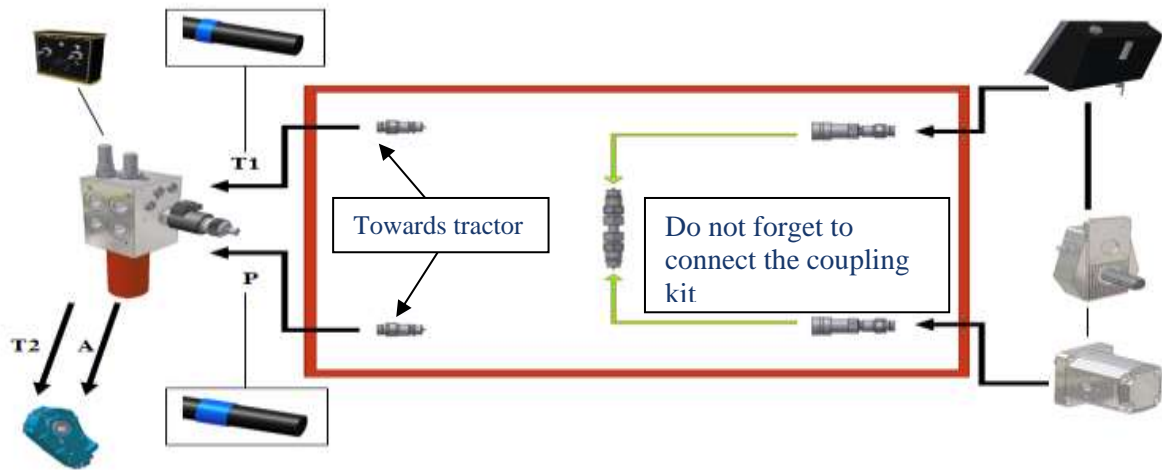 T1
Towards tractor
Do not forget to
connect the coupling
kit
P
T2
A